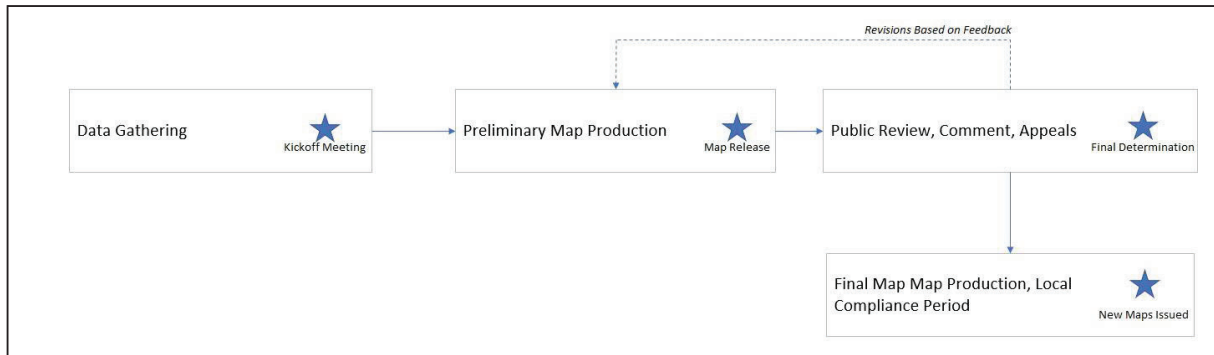 Revisions Based on Feedback
Data Gathering
Kickoff Meeting
Preliminary Map Production
Map Release
Public Review, Comment, Appeals
Final Determination
Final Map Map Production, Local
Compliance Period
New Maps Issued